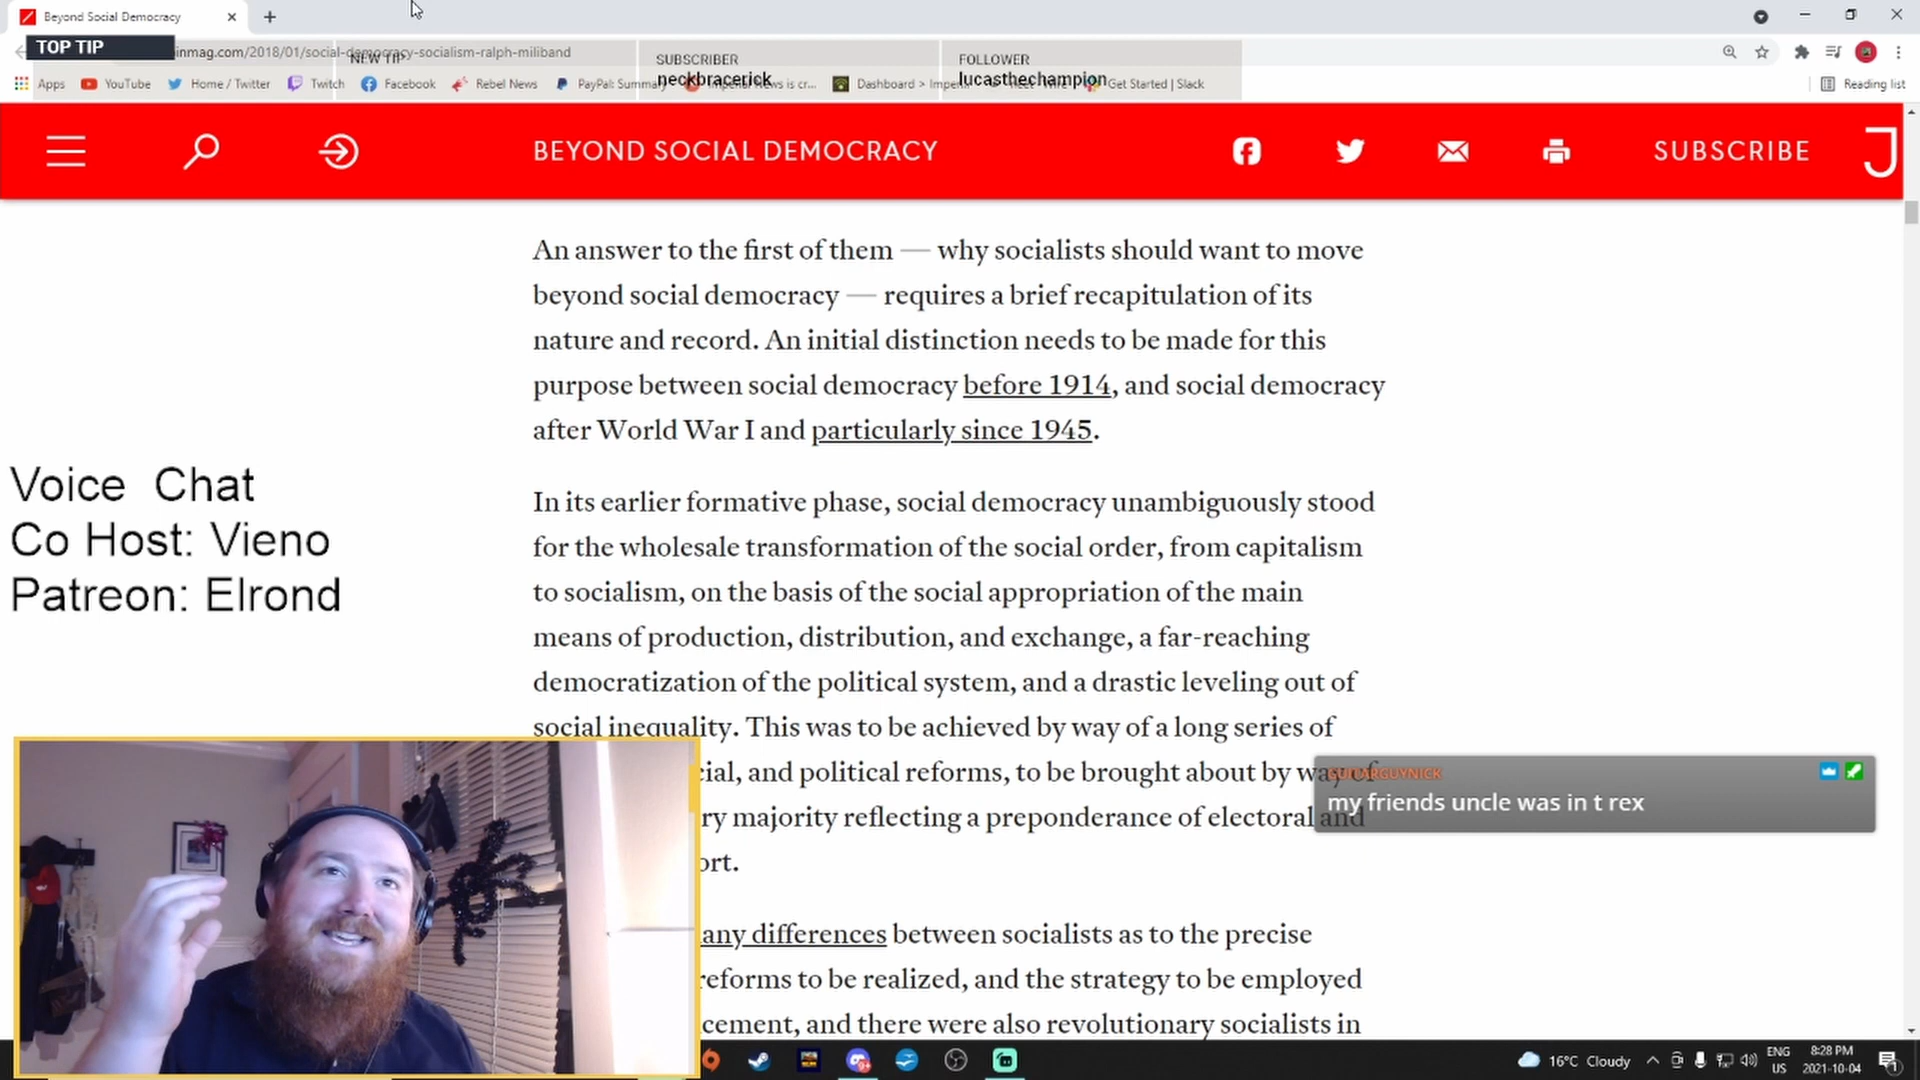 Beyond Social Democracy
TOP TIP
inmag.com/2018/01/social-democracy-socialism-ralph-miliband
NEW TIP
SUBSCRIBER
neckbracerick
FOLLOWER
lucasthechampion
Apps
YouTube
Home / Twitter
Twitch
Facebook
Rebel News
PayPal: Summary
News is cr...
Dashboard > Imper...
Get Started | Slack
Reading list
BEYOND SOCIAL DEMOCRACY
SUBSCRIBE
J
An answer to the first of them — why socialists should want to move
beyond social democracy — requires a brief recapitulation of its
nature and record. An initial distinction needs to be made for this
purpose between social democracy before 1914, and social democracy
after World War I and particularly since 1945.
In its earlier formative phase, social democracy unambiguously stood
for the wholesale transformation of the social order, from capitalism
to socialism, on the basis of the social appropriation of the main
means of production, distribution, and exchange, a far-reaching
democratization of the political system, and a drastic leveling out of
social inequality. This was to be achieved by way of a long series of
cial, and political reforms, to be brought about by way of
ry majority reflecting a preponderance of electoral and
ort.
any differences between socialists as to the precise
reforms to be realized, and the strategy to be employed
cement, and there were also revolutionary socialists in
Voice Chat
Co Host: Vieno
Patreon: Elrond
GUITARGUYNICK
my friends uncle was in t rex
16°C Cloudy
ENG
US
8:28 PM
2021-10-04